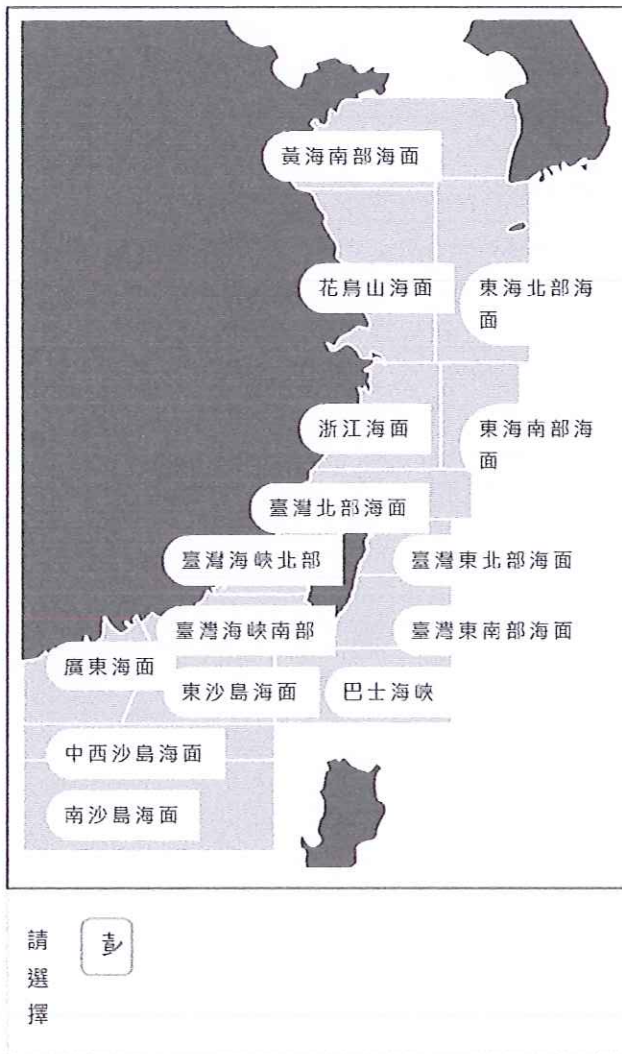 黃海南部海面
花鳥山海面
東海北部海
面
浙江海面
東海南部海
面
臺灣北部海面
臺灣海峽北部
臺灣東北部海面
臺灣海峽南部
臺灣東南部海面
廣東海面
東沙島海面
巴士海峽
中西沙島海面
南沙島海面
請
選
擇